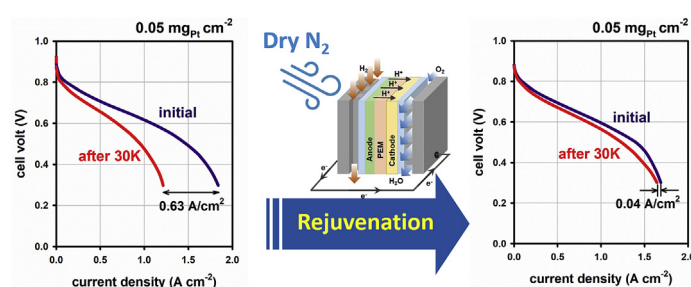 0.05 mgPt cm-2
1.0
0.8
0.6
0.4
0.2
0.0
cell volt (V)
initial
after 30K
0.63 A/cm2
0.0 0.5 1.0 1.5 2.0
current density (A cm-2)
Dry N2
H2
H+
H+
H+
O2
Anode
PEM
Cathode
H2O
e-
e-
e-
e-
Rejuvenation
0.05 mgPt cm-2
1.0
0.8
0.6
0.4
0.2
0.0
cell volt (V)
initial
after 30K
0.04 A/cm2
0.0 0.5 1.0 1.5 2.0
current density (A cm-2)